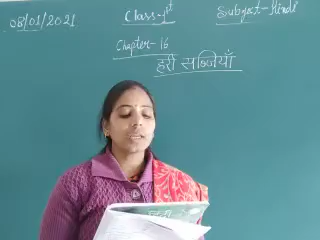 08/01/2021 Class-1st Subject-Hindi
Chapter-16
हरी सब्जियाँ
हिंदी